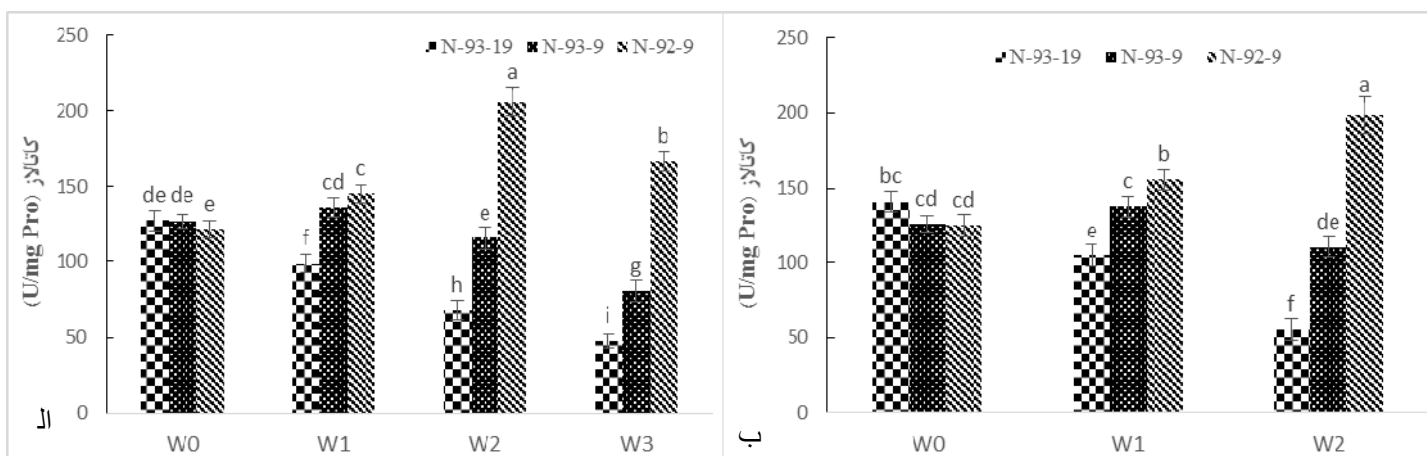 250
200
150
100
50
0
کاتالاز (U/mg Pro)
N-93-19 N-93-9 N-92-9
de de e
f cd c
h e a
i g b
W0 W1 W2 W3
الـ
250
200
150
100
50
0
کاتالاز (U/mg Pro)
N-93-19 N-93-9 N-92-9
bc cd cd
e c b
f de a
W0 W1 W2